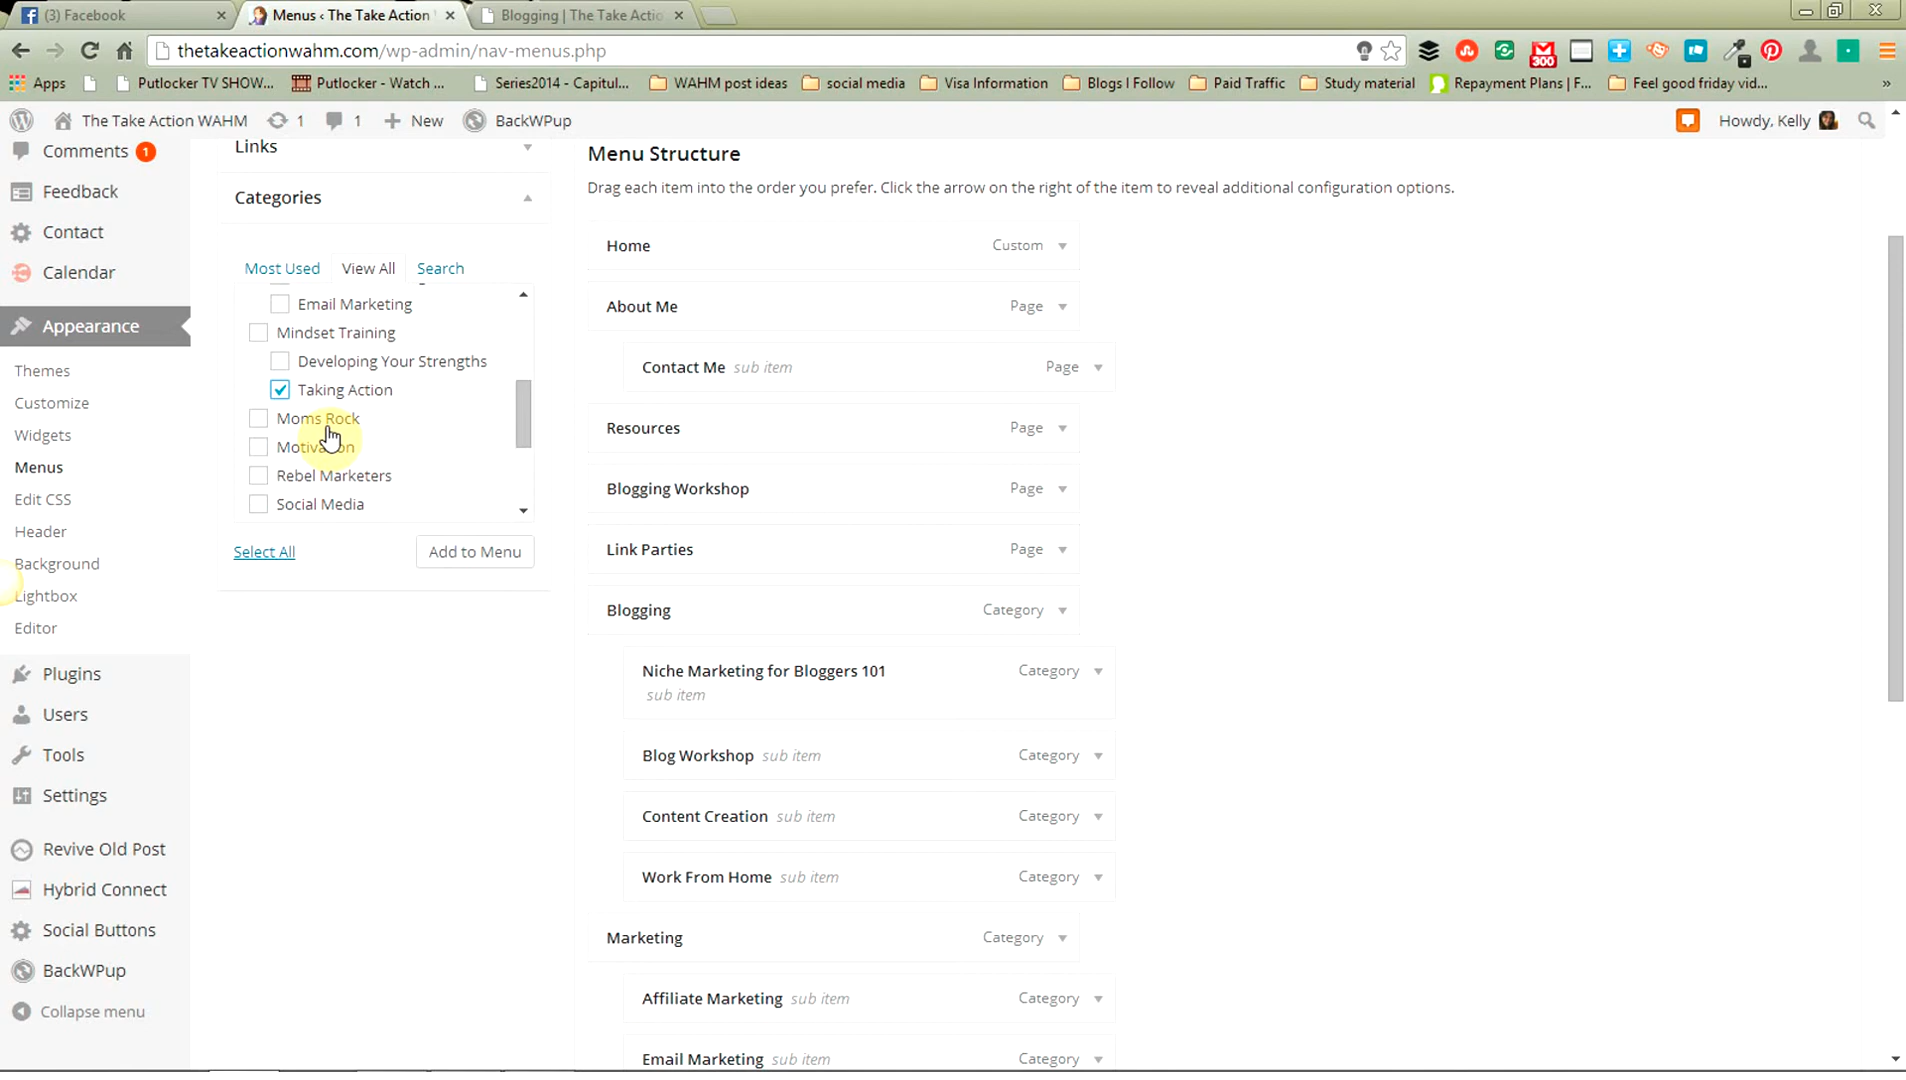 (3) Facebook
Menus ‹ The Take Action
Blogging | The Take Actio
thetakeactionwahm.com/wp-admin/nav-menus.php
300
Apps
Putlocker TV SHOW...
Putlocker - Watch ...
Series2014 - Capitul...
WAHM post ideas
social media
Visa Information
Blogs I Follow
Paid Traffic
Study material
Repayment Plans | F...
Feel good friday vid...
»
The Take Action WAHM
1
1
New
BackWPup
Howdy, Kelly
Comments 1
Feedback
Contact
Calendar
Appearance
Themes
Customize
Widgets
Menus
Edit CSS
Header
Background
Lightbox
Editor
Plugins
Users
Tools
Settings
Revive Old Post
Hybrid Connect
Social Buttons
BackWPup
Collapse menu
Links
Categories
Most Used View All Search
Email Marketing
Mindset Training
Developing Your Strengths
Taking Action
Moms Rock
Motivation
Rebel Marketers
Social Media
Select All
Add to Menu
Menu Structure
Drag each item into the order you prefer. Click the arrow on the right of the item to reveal additional configuration options.
Home Custom
About Me Page
Contact Me sub item Page
Resources Page
Blogging Workshop Page
Link Parties Page
Blogging Category
Niche Marketing for Bloggers 101 Category
sub item
Blog Workshop sub item Category
Content Creation sub item Category
Work From Home sub item Category
Marketing Category
Affiliate Marketing sub item Category
Email Marketing sub item Category